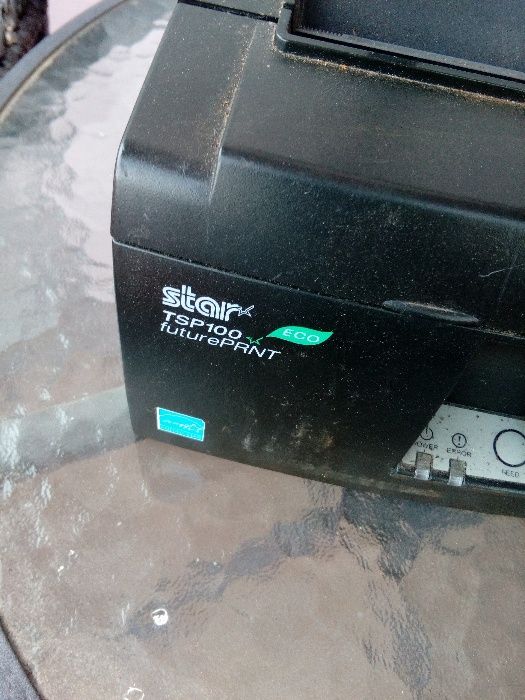 star
TSP100
futurePRNT
ECO
POWER
ERROR
FEED